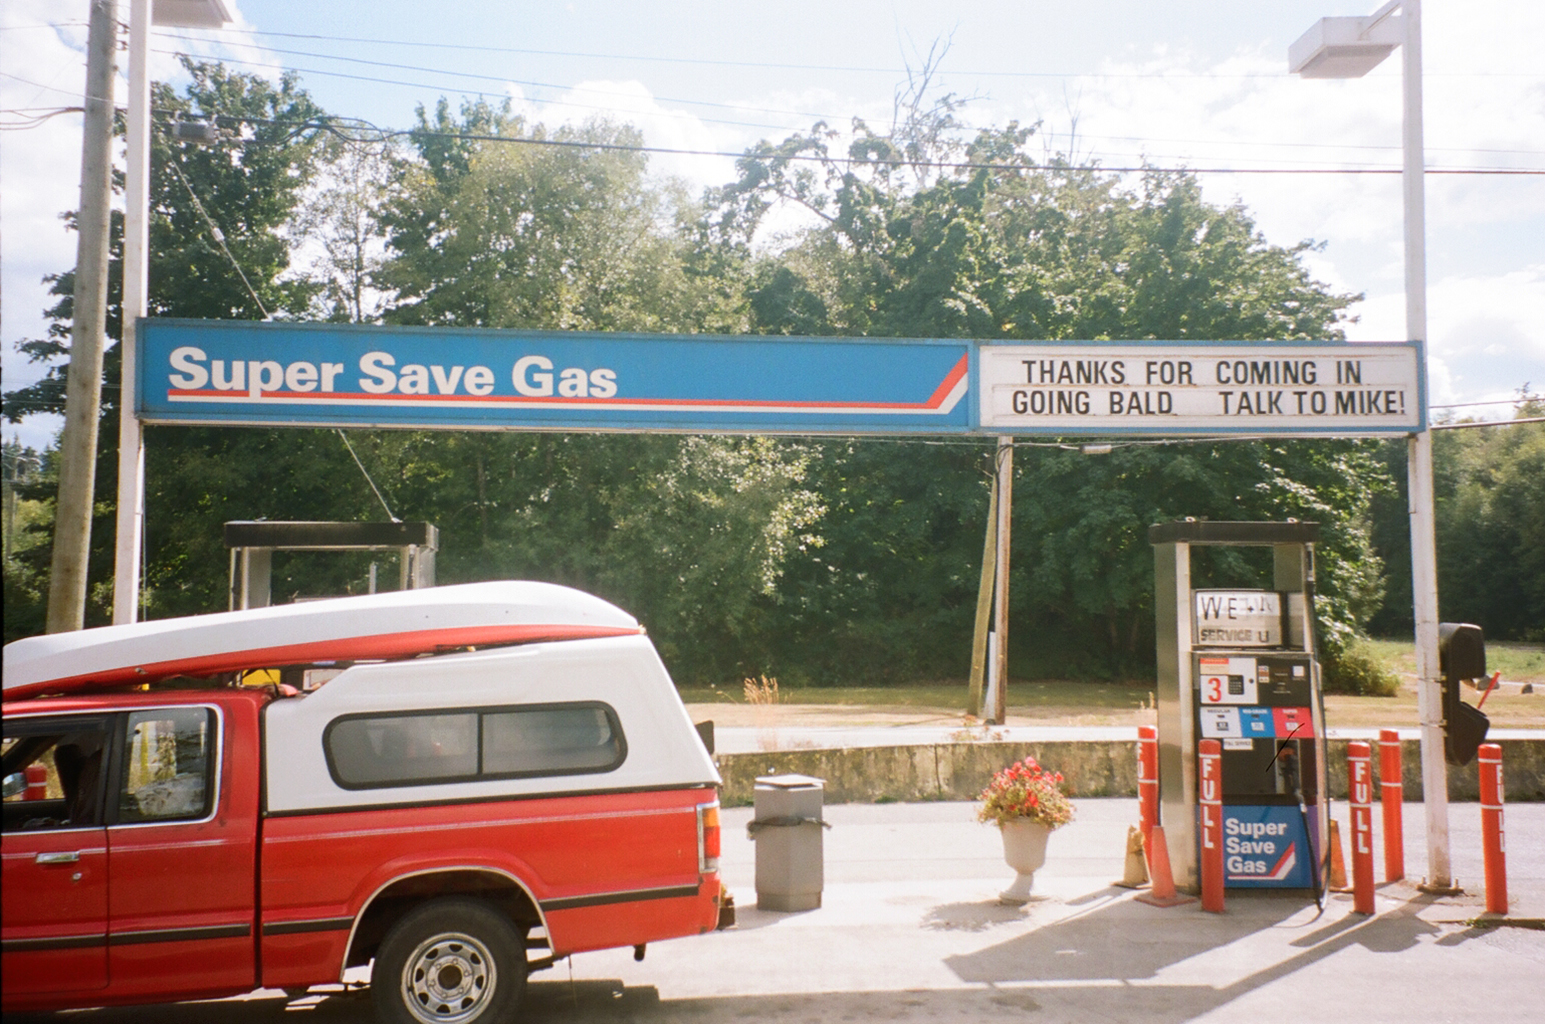 Super Save Gas
THANKS FOR COMING IN
GOING BALD TALK TO MIKE!
WE
SERVICE U
3
FULL
FULL
FULL
Super
Save
Gas